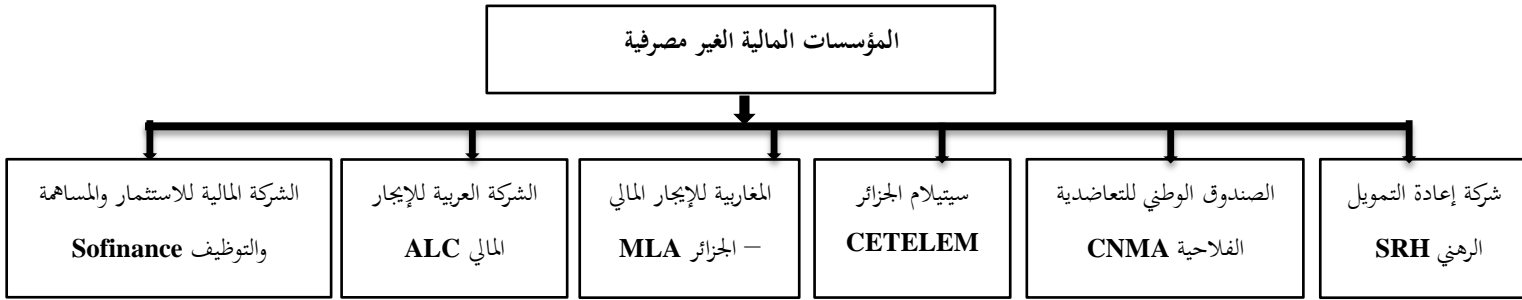 المؤسسات المالية الغير مصرفية
شركة إعادة التمويل
الرهني SRH
الصندوق الوطني للتعاضدية
الفلاحية CNMA
سيتيلام الجزائر
CETELEM
المغاربية للإيجار المالي
– الجزائر MLA
الشركة العربية للإيجار
المالي ALC
الشركة المالية للاستثمار والمساهمة
والتوظيف Sofinance